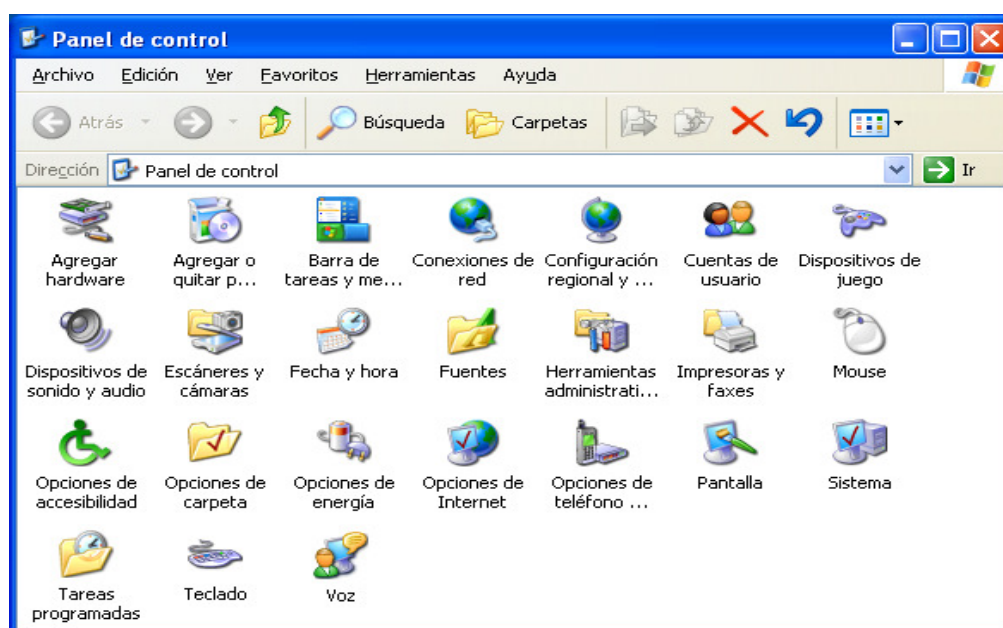 Panel de control
Archivo Edición Ver Favoritos Herramientas Ayuda
Atrás Búsqueda Carpetas
Dirección Panel de control Ir
Agregar hardware
Agregar o quitar p...
Barra de tareas y me...
Conexiones de red
Configuración regional y ...
Cuentas de usuario
Dispositivos de juego
Dispositivos de sonido y audio
Escáneres y cámaras
Fecha y hora
Fuentes
Herramientas administrati...
Impresoras y faxes
Mouse
Opciones de accesibilidad
Opciones de carpeta
Opciones de energía
Opciones de Internet
Opciones de teléfono ...
Pantalla
Sistema
Tareas programadas
Teclado
Voz